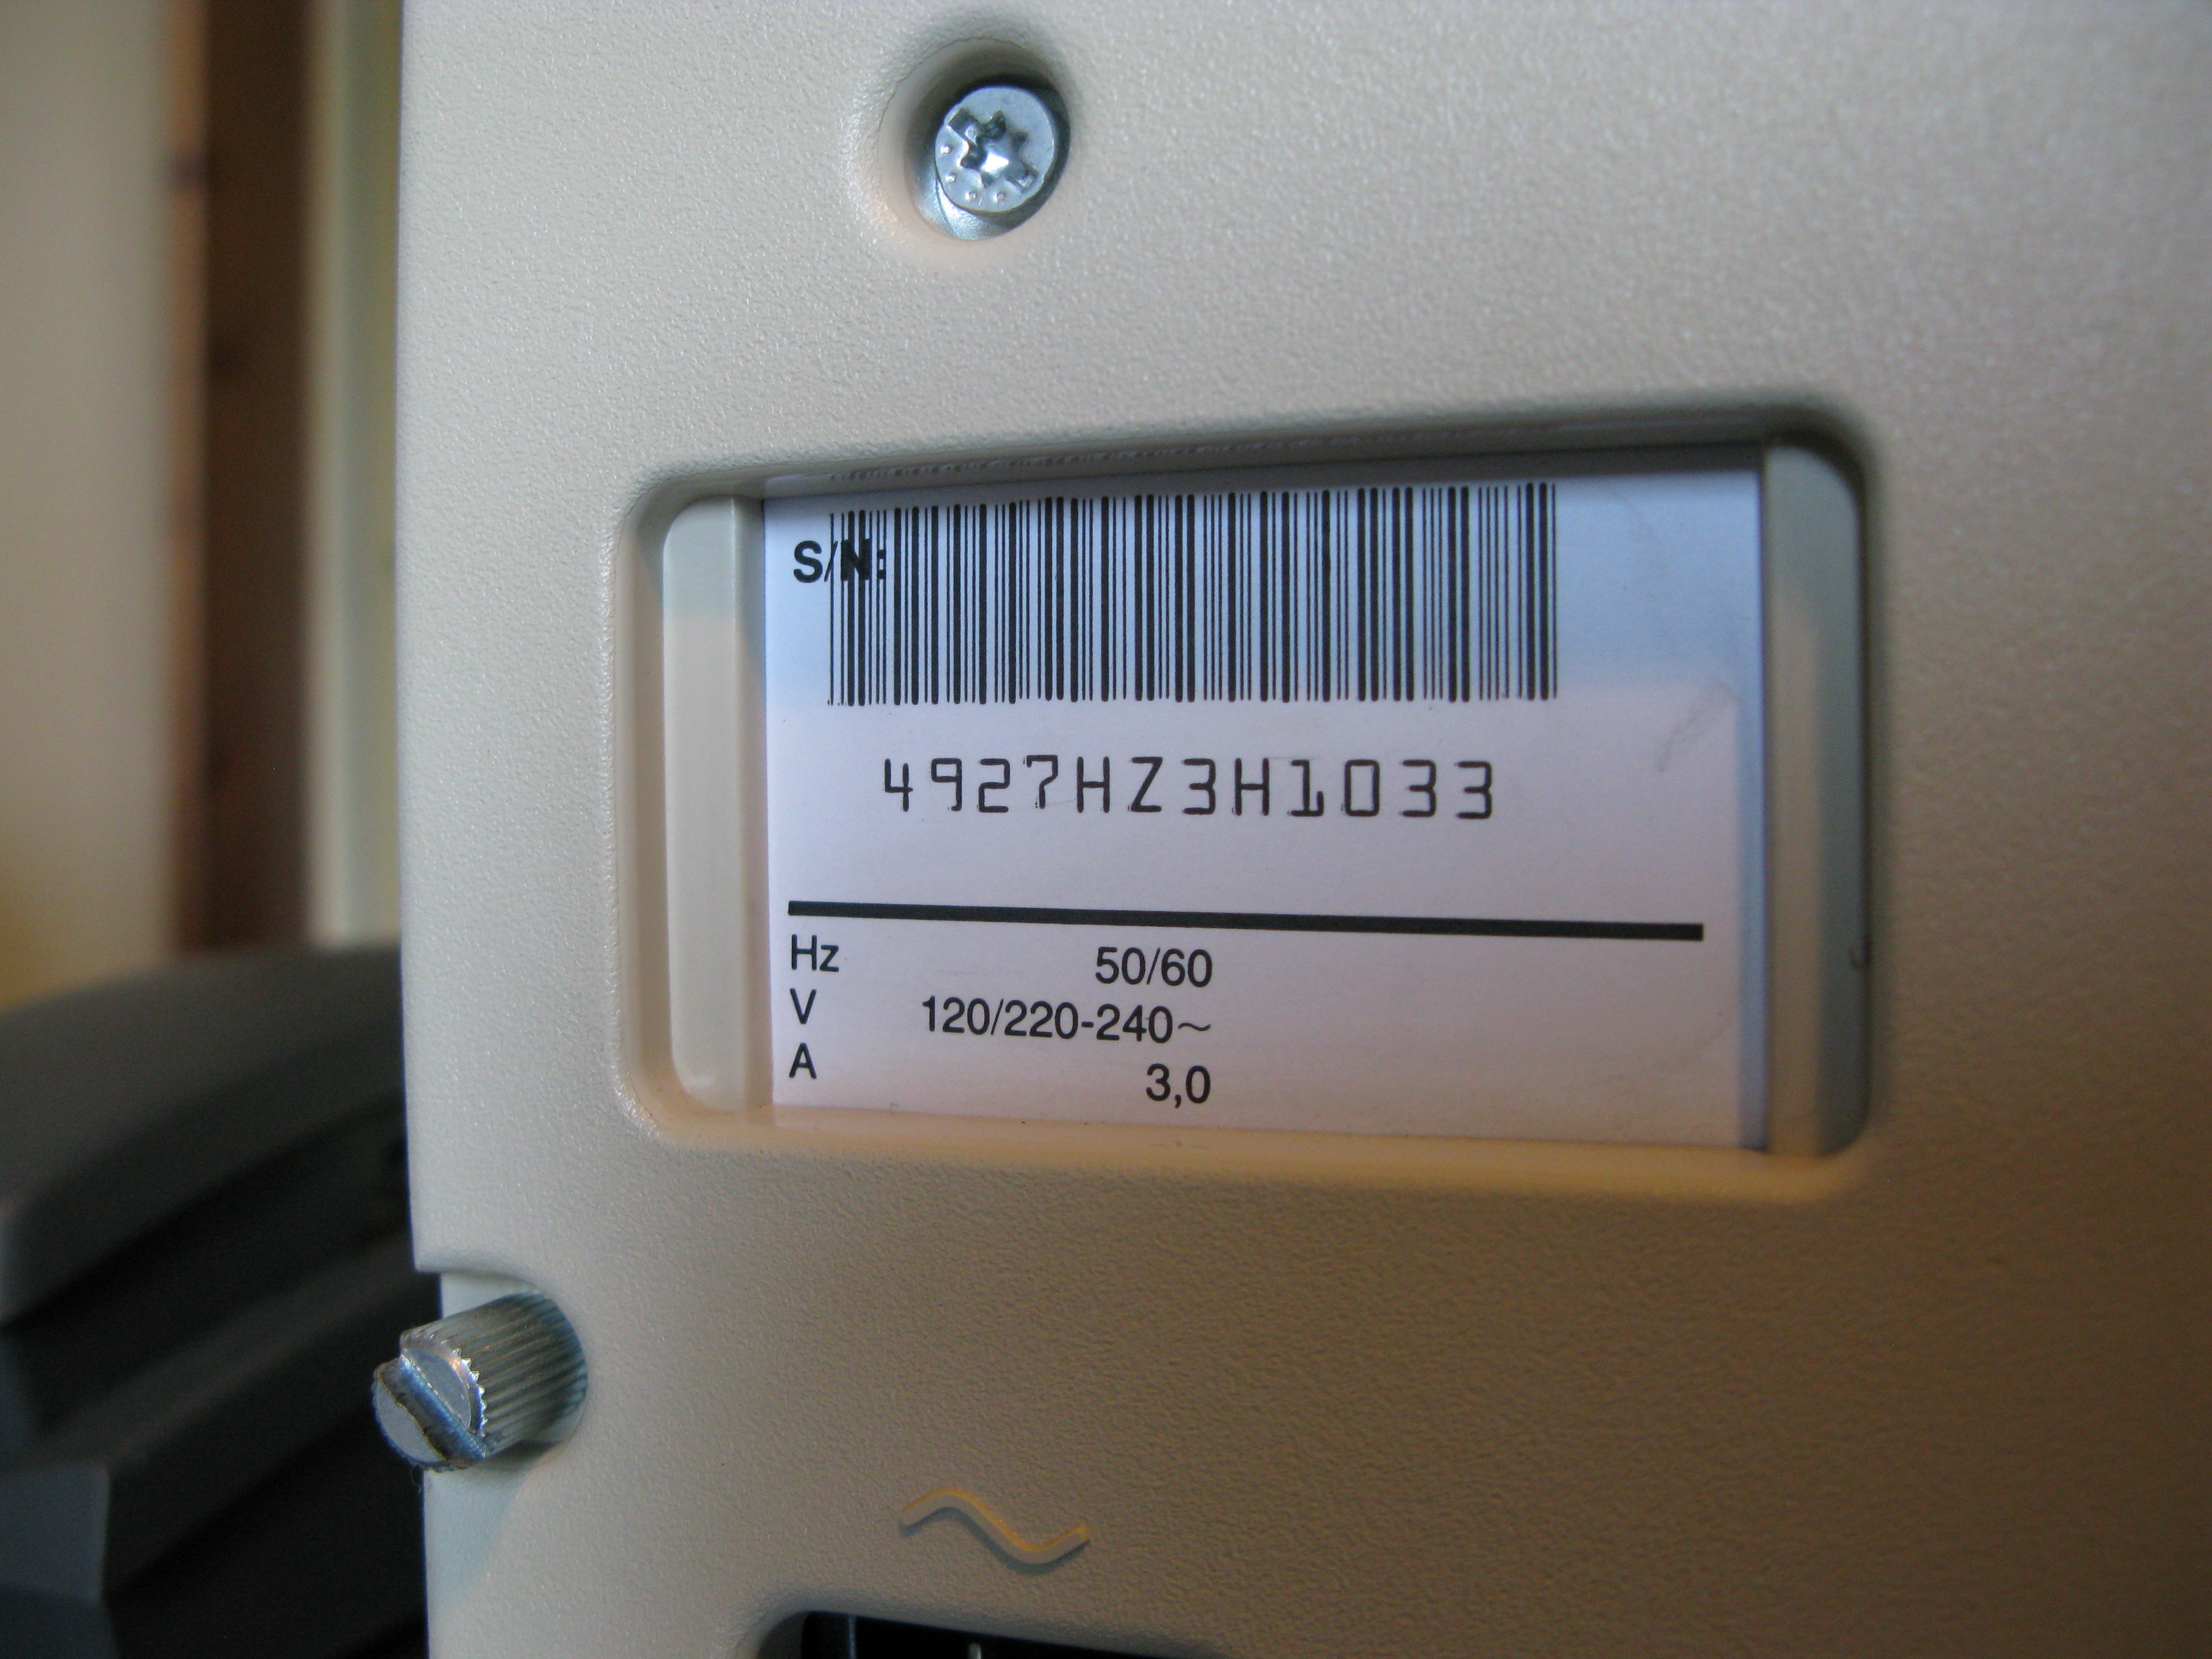 S/N:
4927HZ3H1033
Hz 50/60
V 120/220-240~
A 3,0